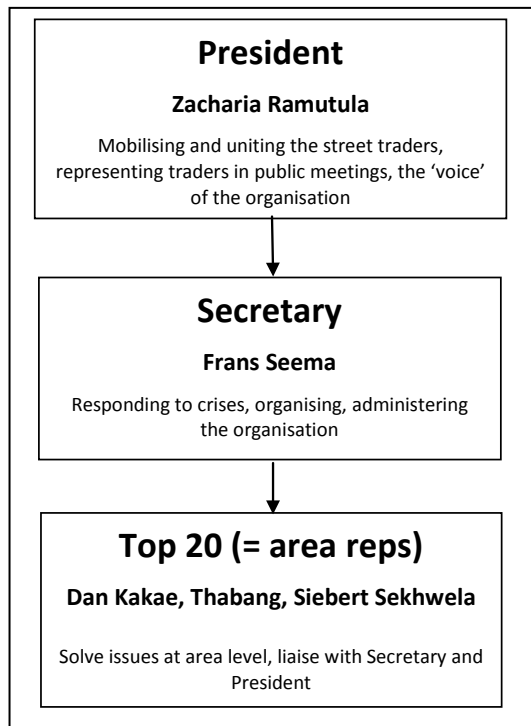 President
Zacharia Ramutula
Mobilising and uniting the street traders,
representing traders in public meetings, the ‘voice’
of the organisation
Secretary
Frans Seema
Responding to crises, organising, administering
the organisation
Top 20 (= area reps)
Dan Kakae, Thabang, Siebert Sekhwela
Solve issues at area level, liaise with Secretary and
President